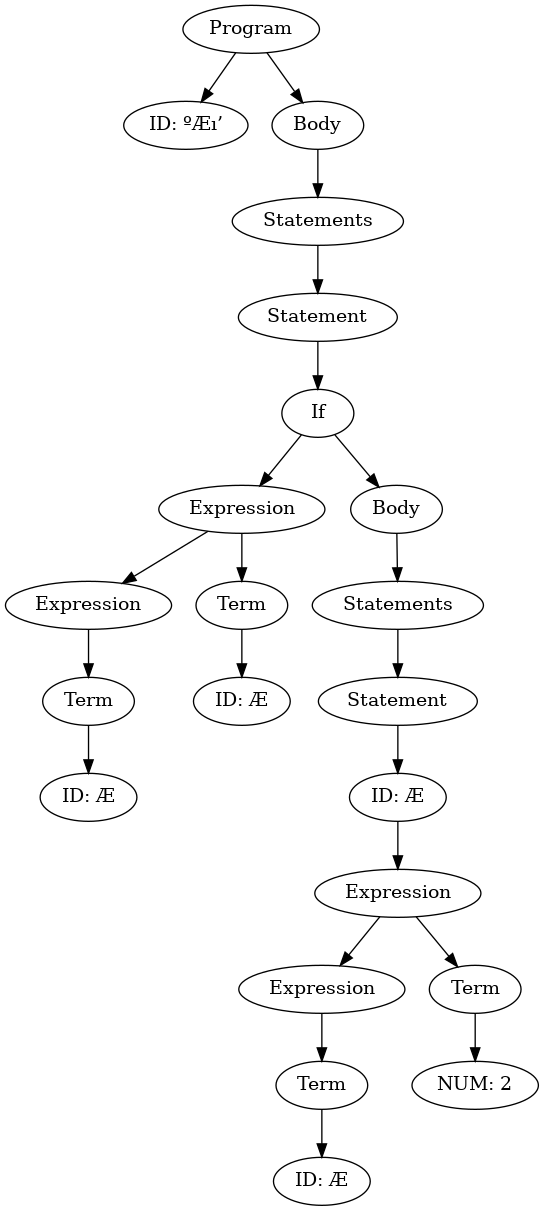 Program
ID: ºÆı’
Body
Statements
Statement
If
Expression
Body
Expression
Term
Statements
Term
ID: Æ
Statement
ID: Æ
ID: Æ
Expression
Expression
Term
Term
NUM: 2
ID: Æ